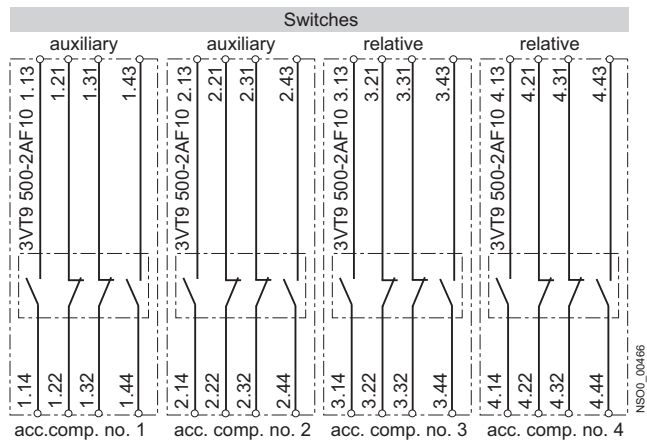 Switches
auxiliary auxiliary relative relative
1.13 1.21 1.31 1.43 2.13 2.21 2.31 2.43 3.13 3.21 3.31 3.43 4.13 4.21 4.31 4.43
3VT9 500-2AF10 3VT9 500-2AF10 3VT9 500-2AF10 3VT9 500-2AF10
1.14 1.22 1.32 1.44 2.14 2.22 2.32 2.44 3.14 3.22 3.32 3.44 4.14 4.22 4.32 4.44
acc.comp. no. 1 acc. comp. no. 2 acc. comp. no. 3 acc. comp. no. 4
NSO0_00466